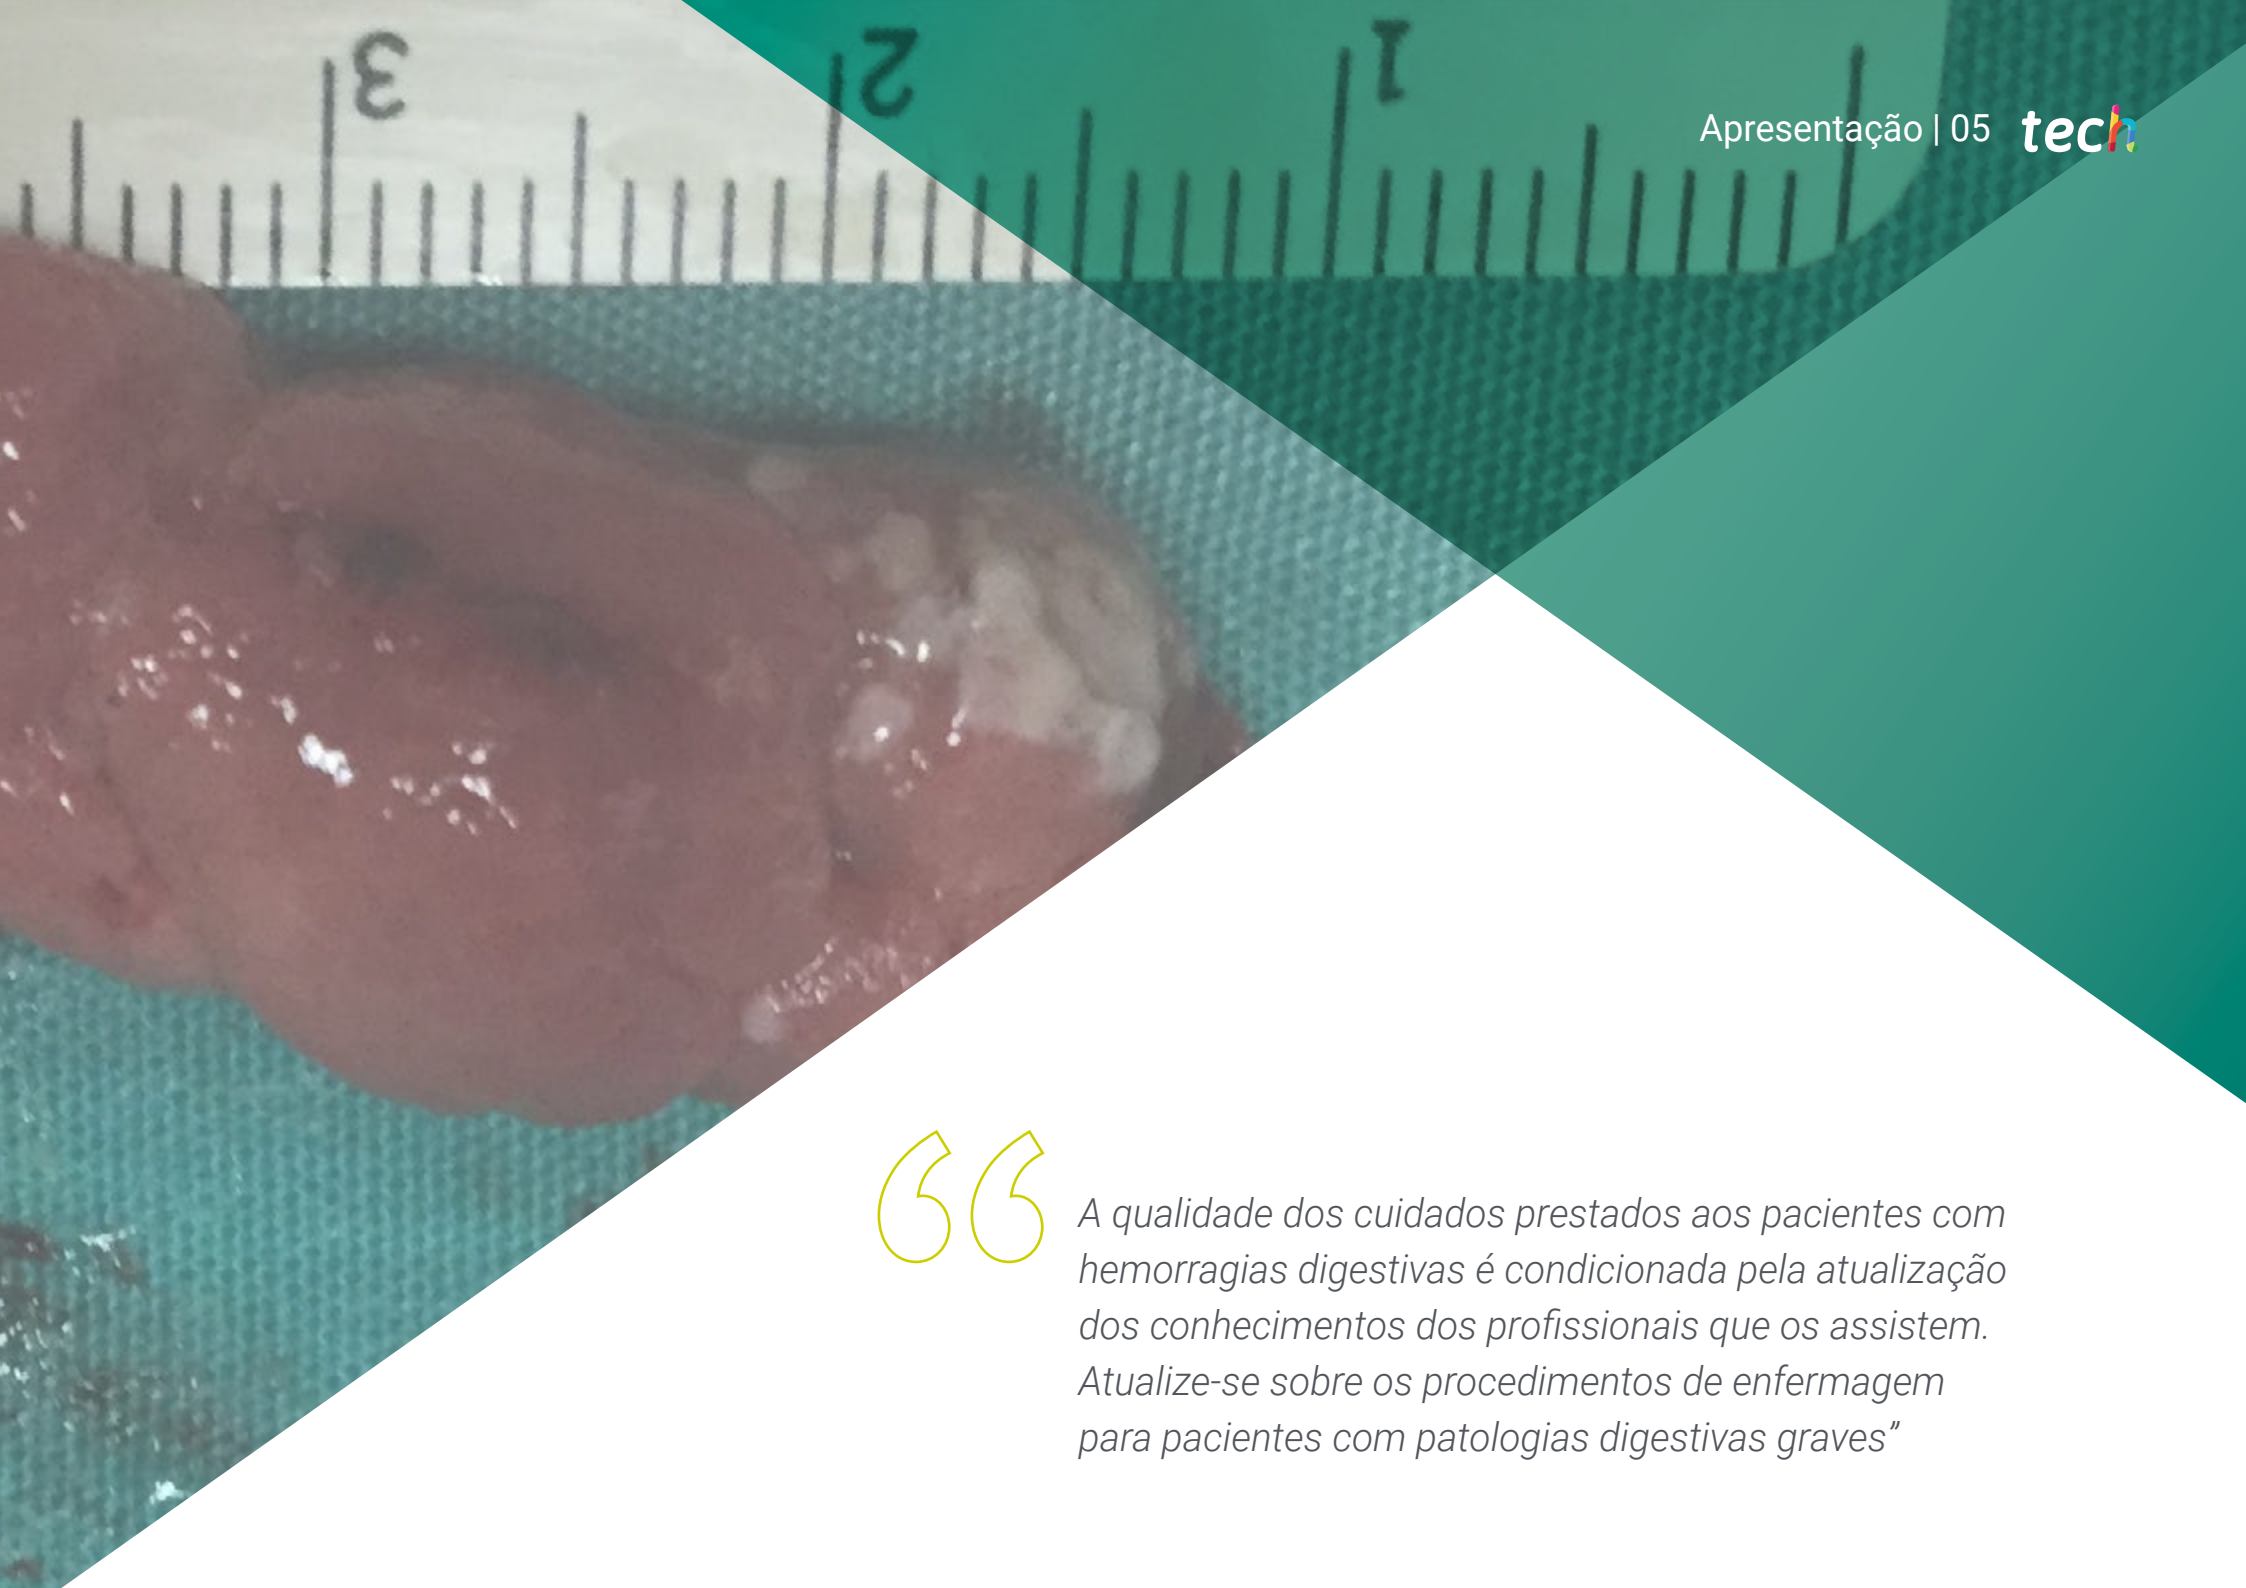 3 2 1
Apresentação | 05 tech
“A qualidade dos cuidados prestados aos pacientes com
hemorragias digestivas é condicionada pela atualização
dos conhecimentos dos profissionais que os assistem.
Atualize-se sobre os procedimentos de enfermagem
para pacientes com patologias digestivas graves”